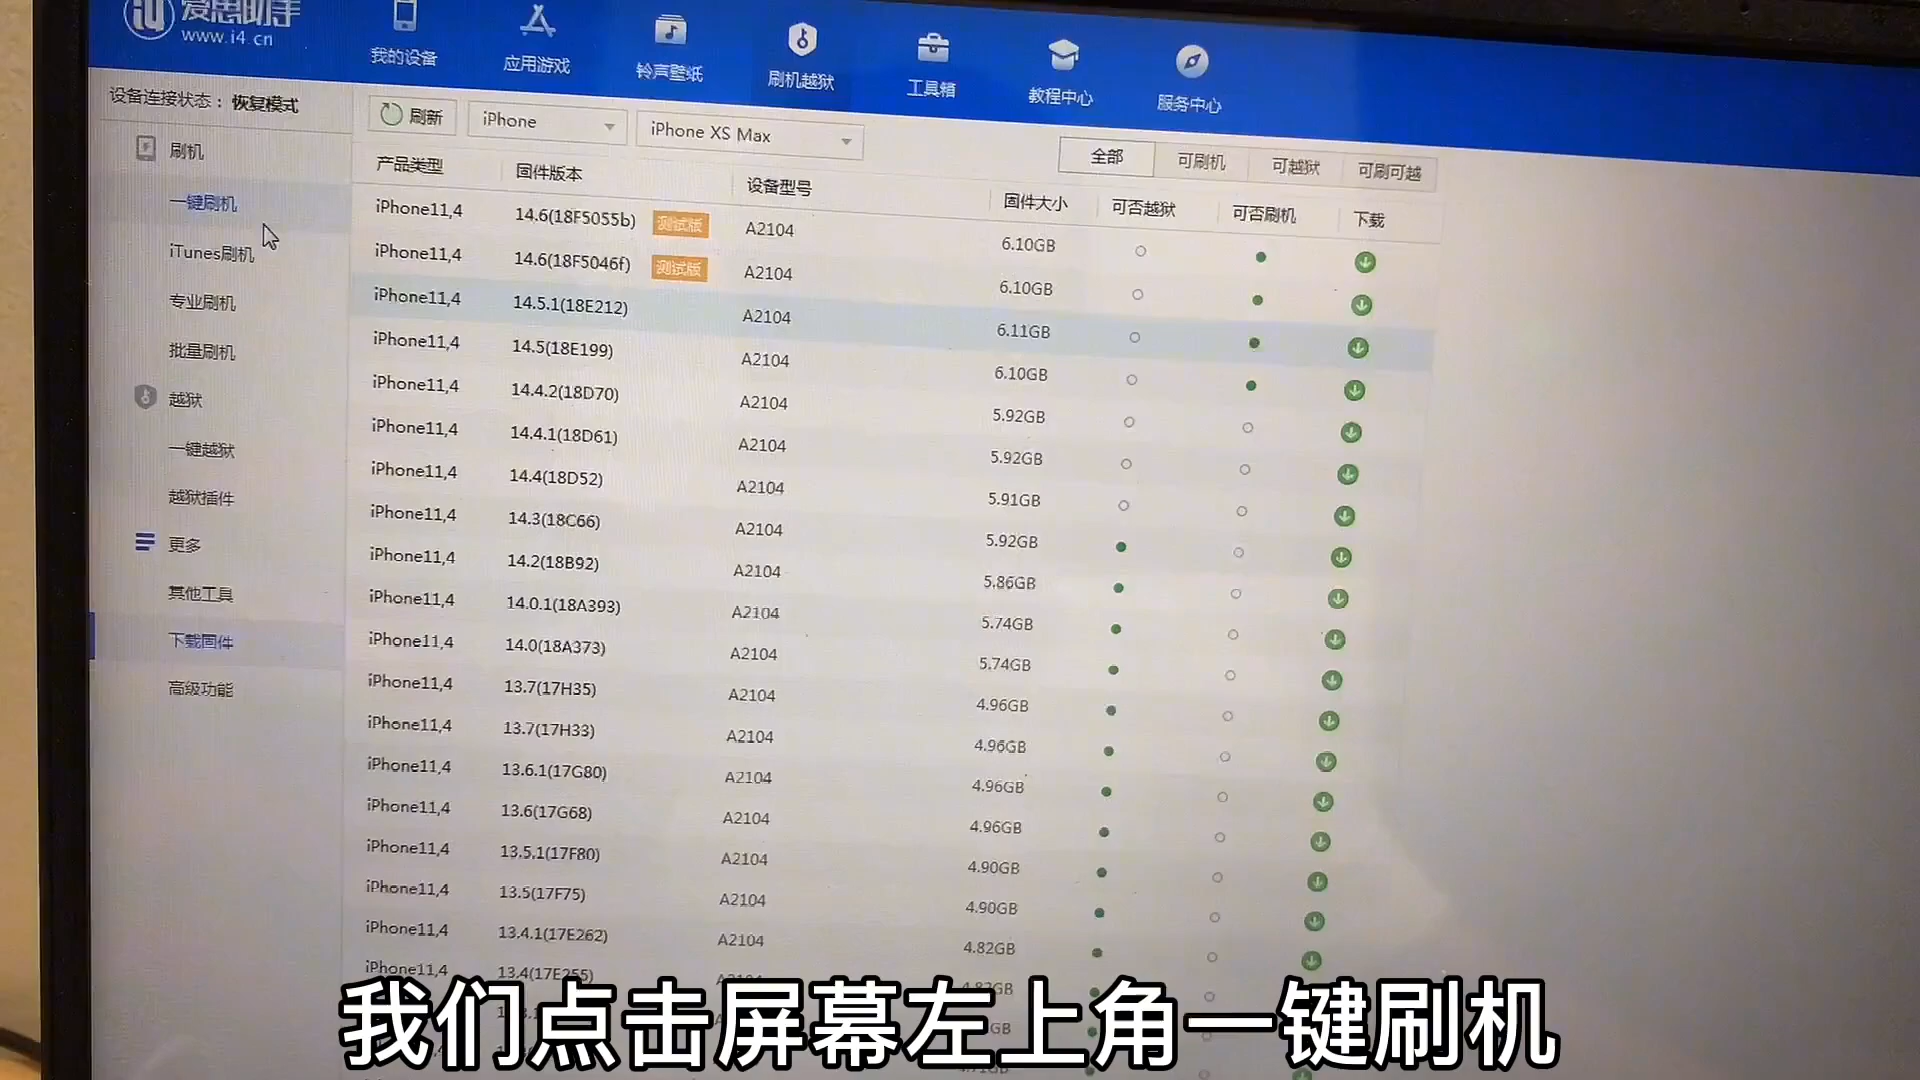 爱思助手
www.i4.cn
我的设备 应用游戏 铃声壁纸 刷机越狱 工具箱 教程中心 服务中心
设备连接状态： 恢复模式
刷新 iPhone iPhone XS Max 全部 可刷机 可越狱 可刷可越
刷机
一键刷机
iTunes刷机
专业刷机
批量刷机
越狱
一键越狱
越狱插件
更多
其他工具
下载固件
高级功能
产品类型 固件版本 设备型号 固件大小 可否越狱 可否刷机 下载
iPhone11,4 14.6(18F5055b) 测试版 A2104 6.10GB
iPhone11,4 14.6(18F5046f) 测试版 A2104 6.10GB
iPhone11,4 14.5.1(18E212) A2104 6.11GB
iPhone11,4 14.5(18E199) A2104 6.10GB
iPhone11,4 14.4.2(18D70) A2104 5.92GB
iPhone11,4 14.4.1(18D61) A2104 5.92GB
iPhone11,4 14.4(18D52) A2104 5.91GB
iPhone11,4 14.3(18C66) A2104 5.92GB
iPhone11,4 14.2(18B92) A2104 5.86GB
iPhone11,4 14.0.1(18A393) A2104 5.74GB
iPhone11,4 14.0(18A373) A2104 5.74GB
iPhone11,4 13.7(17H35) A2104 4.96GB
iPhone11,4 13.7(17H33) A2104 4.96GB
iPhone11,4 13.6.1(17G80) A2104 4.96GB
iPhone11,4 13.6(17G68) A2104 4.96GB
iPhone11,4 13.5.1(17F80) A2104 4.90GB
iPhone11,4 13.5(17F75) A2104 4.90GB
iPhone11,4 13.4.1(17E262) A2104 4.82GB
iPhone11,4 13.4(17E255)
我们点击屏幕左上角一键刷机